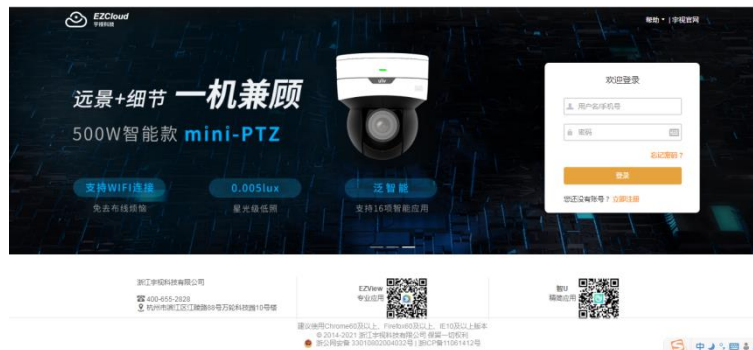 EZCloud
宇视科技
帮助 | 宇视官网
远景+细节 一机兼顾
500W智能款 mini-PTZ
支持WIFI连接
0.005lux
泛智能
免去布线烦恼
星光级低照
支持16项智能应用
uniview
欢迎登录
用户名/手机号
密码
忘记密码？
登录
您还没有账号？ 立即注册
浙江宇视科技有限公司
400-655-2828
杭州市滨江区江陵路88号万轮科技园10号楼
EZView
专业应用
智U
精简应用
建议使用Chrome60及以上、Firefox60及以上、IE10及以上版本
© 2014-2021 浙江宇视科技有限公司 保留一切权利
浙公网安备 33010802004032号 | 浙ICP备11061412号
中